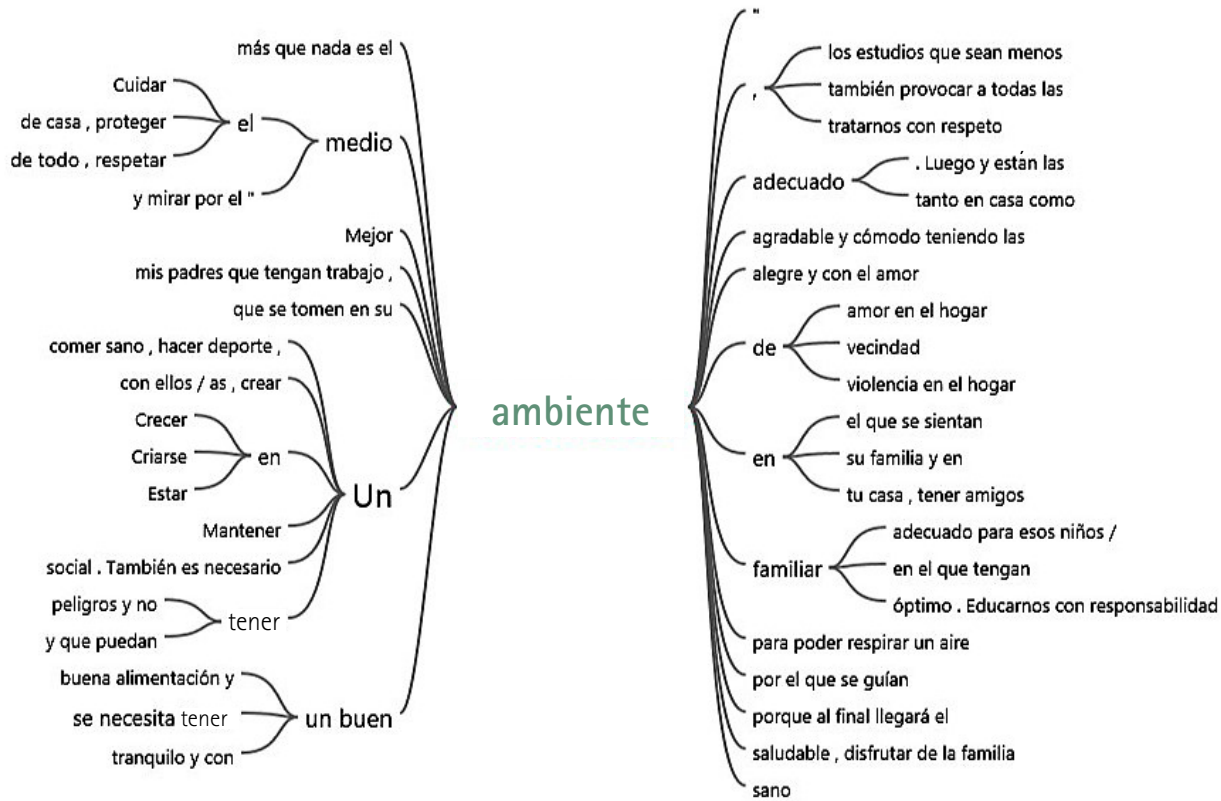 más que nada es el
Cuidar
de casa , proteger
de todo , respetar
el
y mirar por el "
medio
Mejor
mis padres que tengan trabajo ,
que se tomen en su
comer sano , hacer deporte ,
con ellos / as , crear
Crecer
Criarse
Estar
en
Mantener
social . También es necesario
peligros y no
y que puedan
tener
Un
buena alimentación y
se necesita tener
tranquilo y con
un buen
ambiente
"
,
los estudios que sean menos
también provocar a todas las
tratarnos con respeto
adecuado
. Luego y están las
tanto en casa como
agradable y cómodo teniendo las
alegre y con el amor
de
amor en el hogar
vecindad
violencia en el hogar
en
el que se sientan
su familia y en
tu casa , tener amigos
familiar
adecuado para esos niños /
en el que tengan
óptimo . Educarnos con responsabilidad
para poder respirar un aire
por el que se guían
porque al final llegará el
saludable , disfrutar de la familia
sano